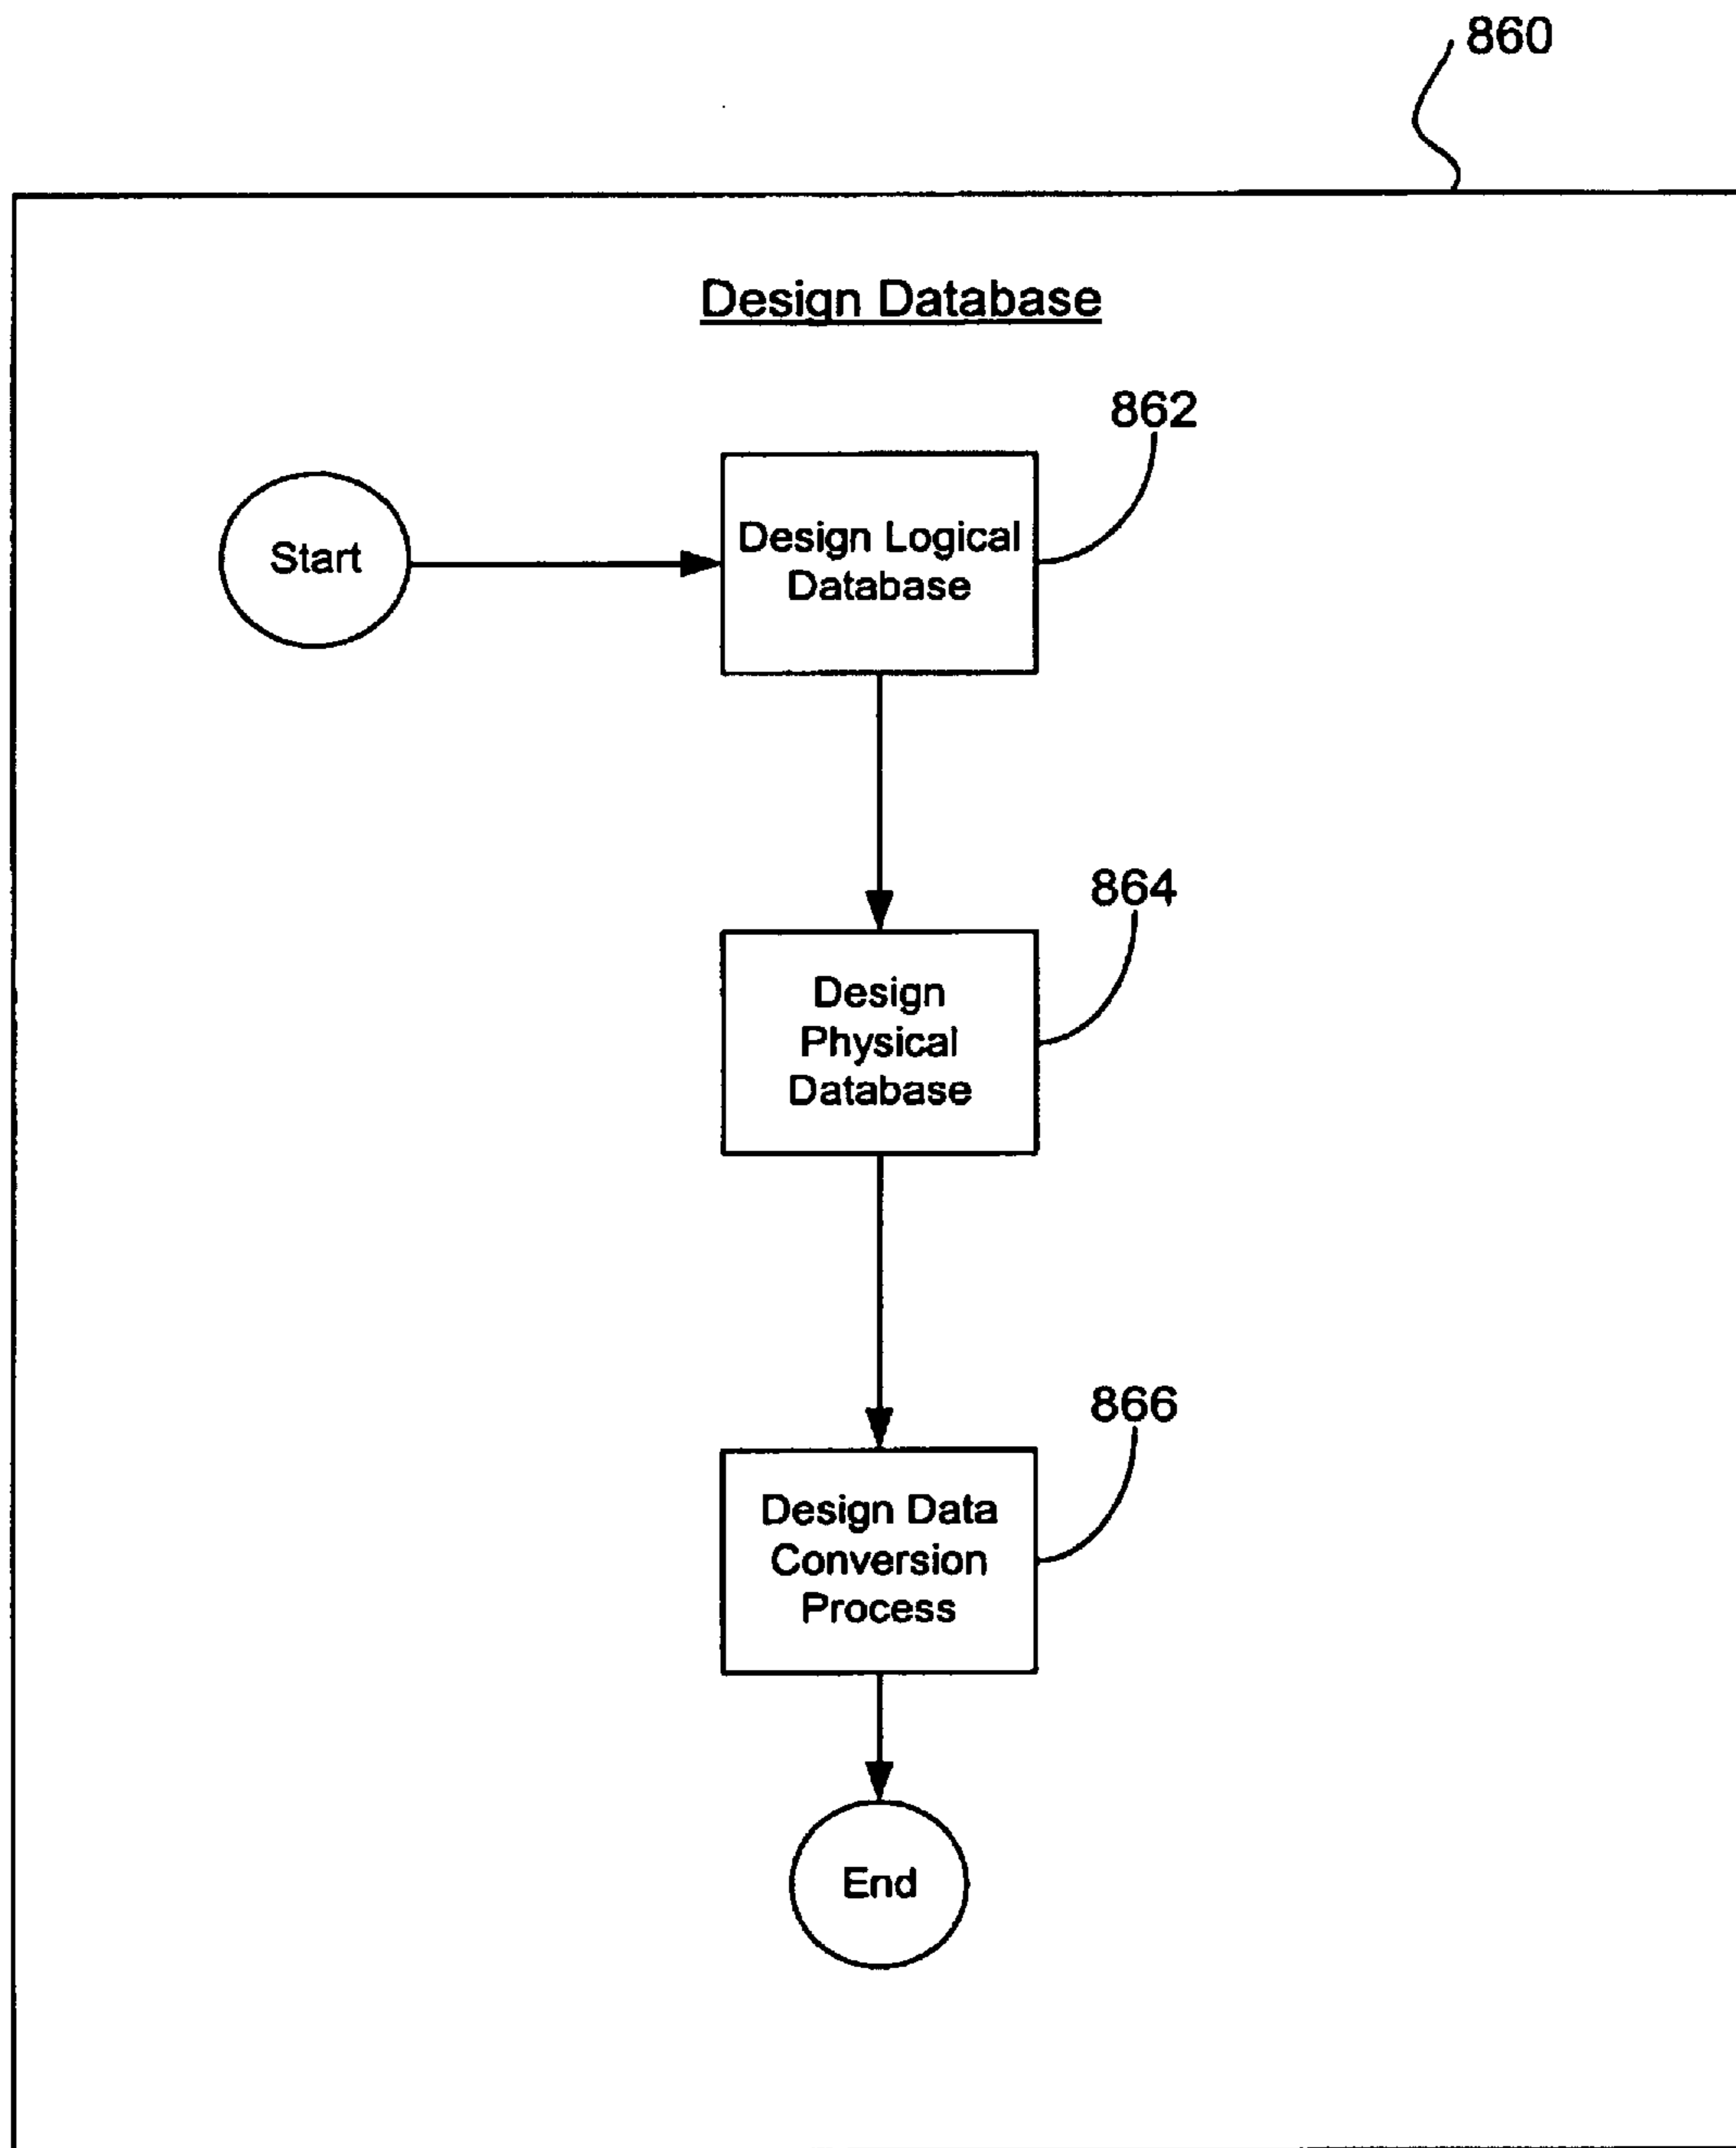 860
Design Database
862
Start
Design Logical
Database
864
Design
Physical
Database
866
Design Data
Conversion
Process
End